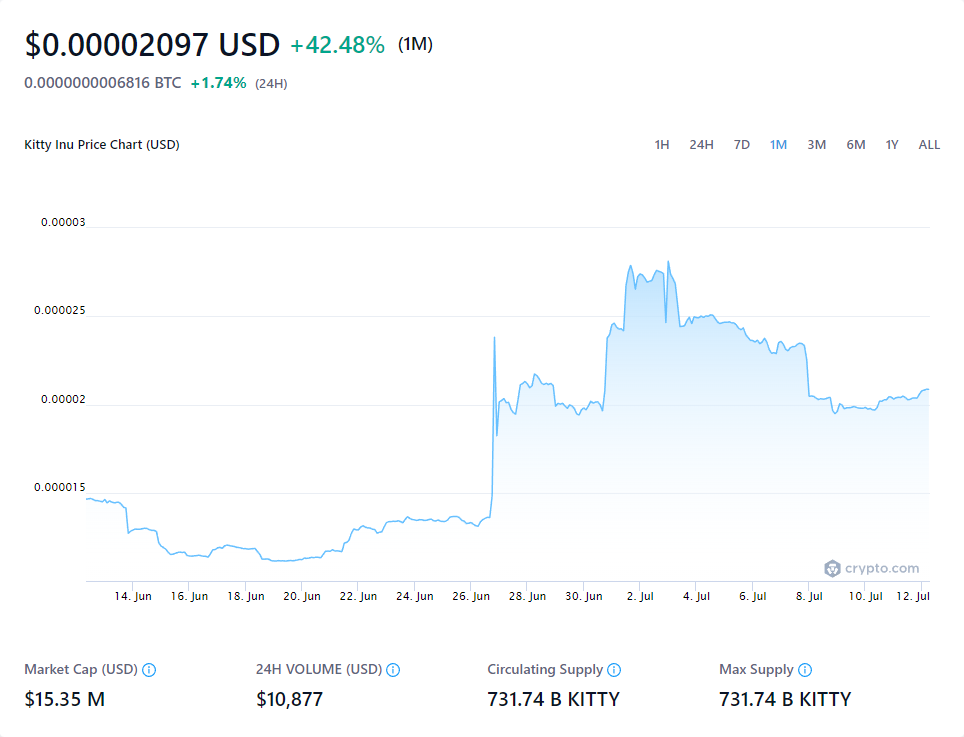 $0.00002097 USD +42.48% (1M)
0.0000000006816 BTC +1.74% (24H)
Kitty Inu Price Chart (USD) 1H 24H 7D 1M 3M 6M 1Y ALL
0.00003
0.000025
0.00002
0.000015
crypto.com
14. Jun 16. Jun 18. Jun 20. Jun 22. Jun 24. Jun 26. Jun 28. Jun 30. Jun 2. Jul 4. Jul 6. Jul 8. Jul 10. Jul 12. Jul
Market Cap (USD) 24H VOLUME (USD) Circulating Supply Max Supply
$15.35 M $10,877 731.74 B KITTY 731.74 B KITTY